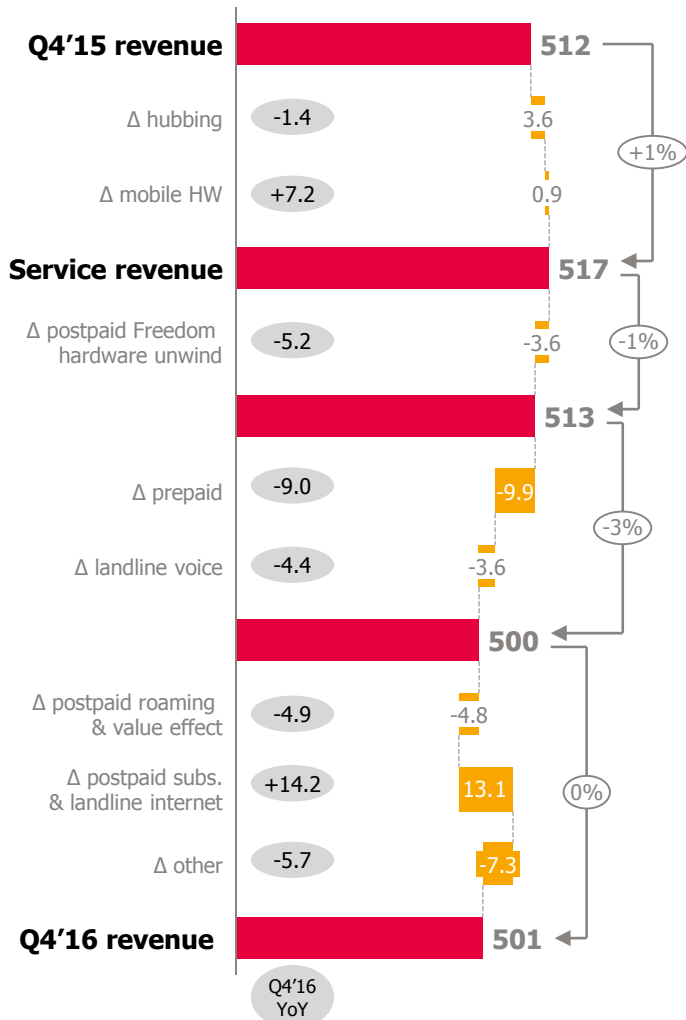 Q4'15 revenue 512
Δ hubbing -1.4 3.6
+1%
Δ mobile HW +7.2 0.9
Service revenue 517
Δ postpaid Freedom
hardware unwind -5.2 -3.6 -1%
513
Δ prepaid -9.0 -9.9
-3%
Δ landline voice -4.4 -3.6
500
Δ postpaid roaming
& value effect -4.9 -4.8
Δ postpaid subs.
& landline internet +14.2 13.1 0%
Δ other -5.7 -7.3
Q4'16 revenue 501
Q4'16
YoY